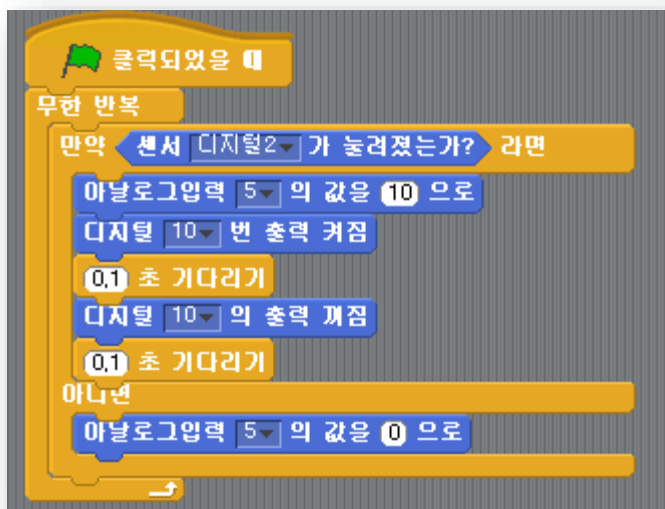 클릭되었을 때
무한 반복
만약 센서 디지털2 가 눌려졌는가? 라면
아날로그입력 5 의 값을 10 으로
디지털 10 번 출력 켜짐
0.1 초 기다리기
디지털 10 의 출력 꺼짐
0.1 초 기다리기
아니면
아날로그입력 5 의 값을 0 으로